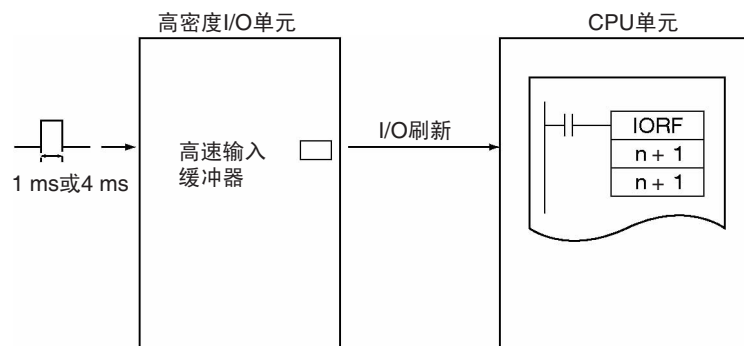 高密度I/O单元
CPU单元
1 ms或4 ms
高速输入
缓冲器
I/O刷新
IORF
n + 1
n + 1